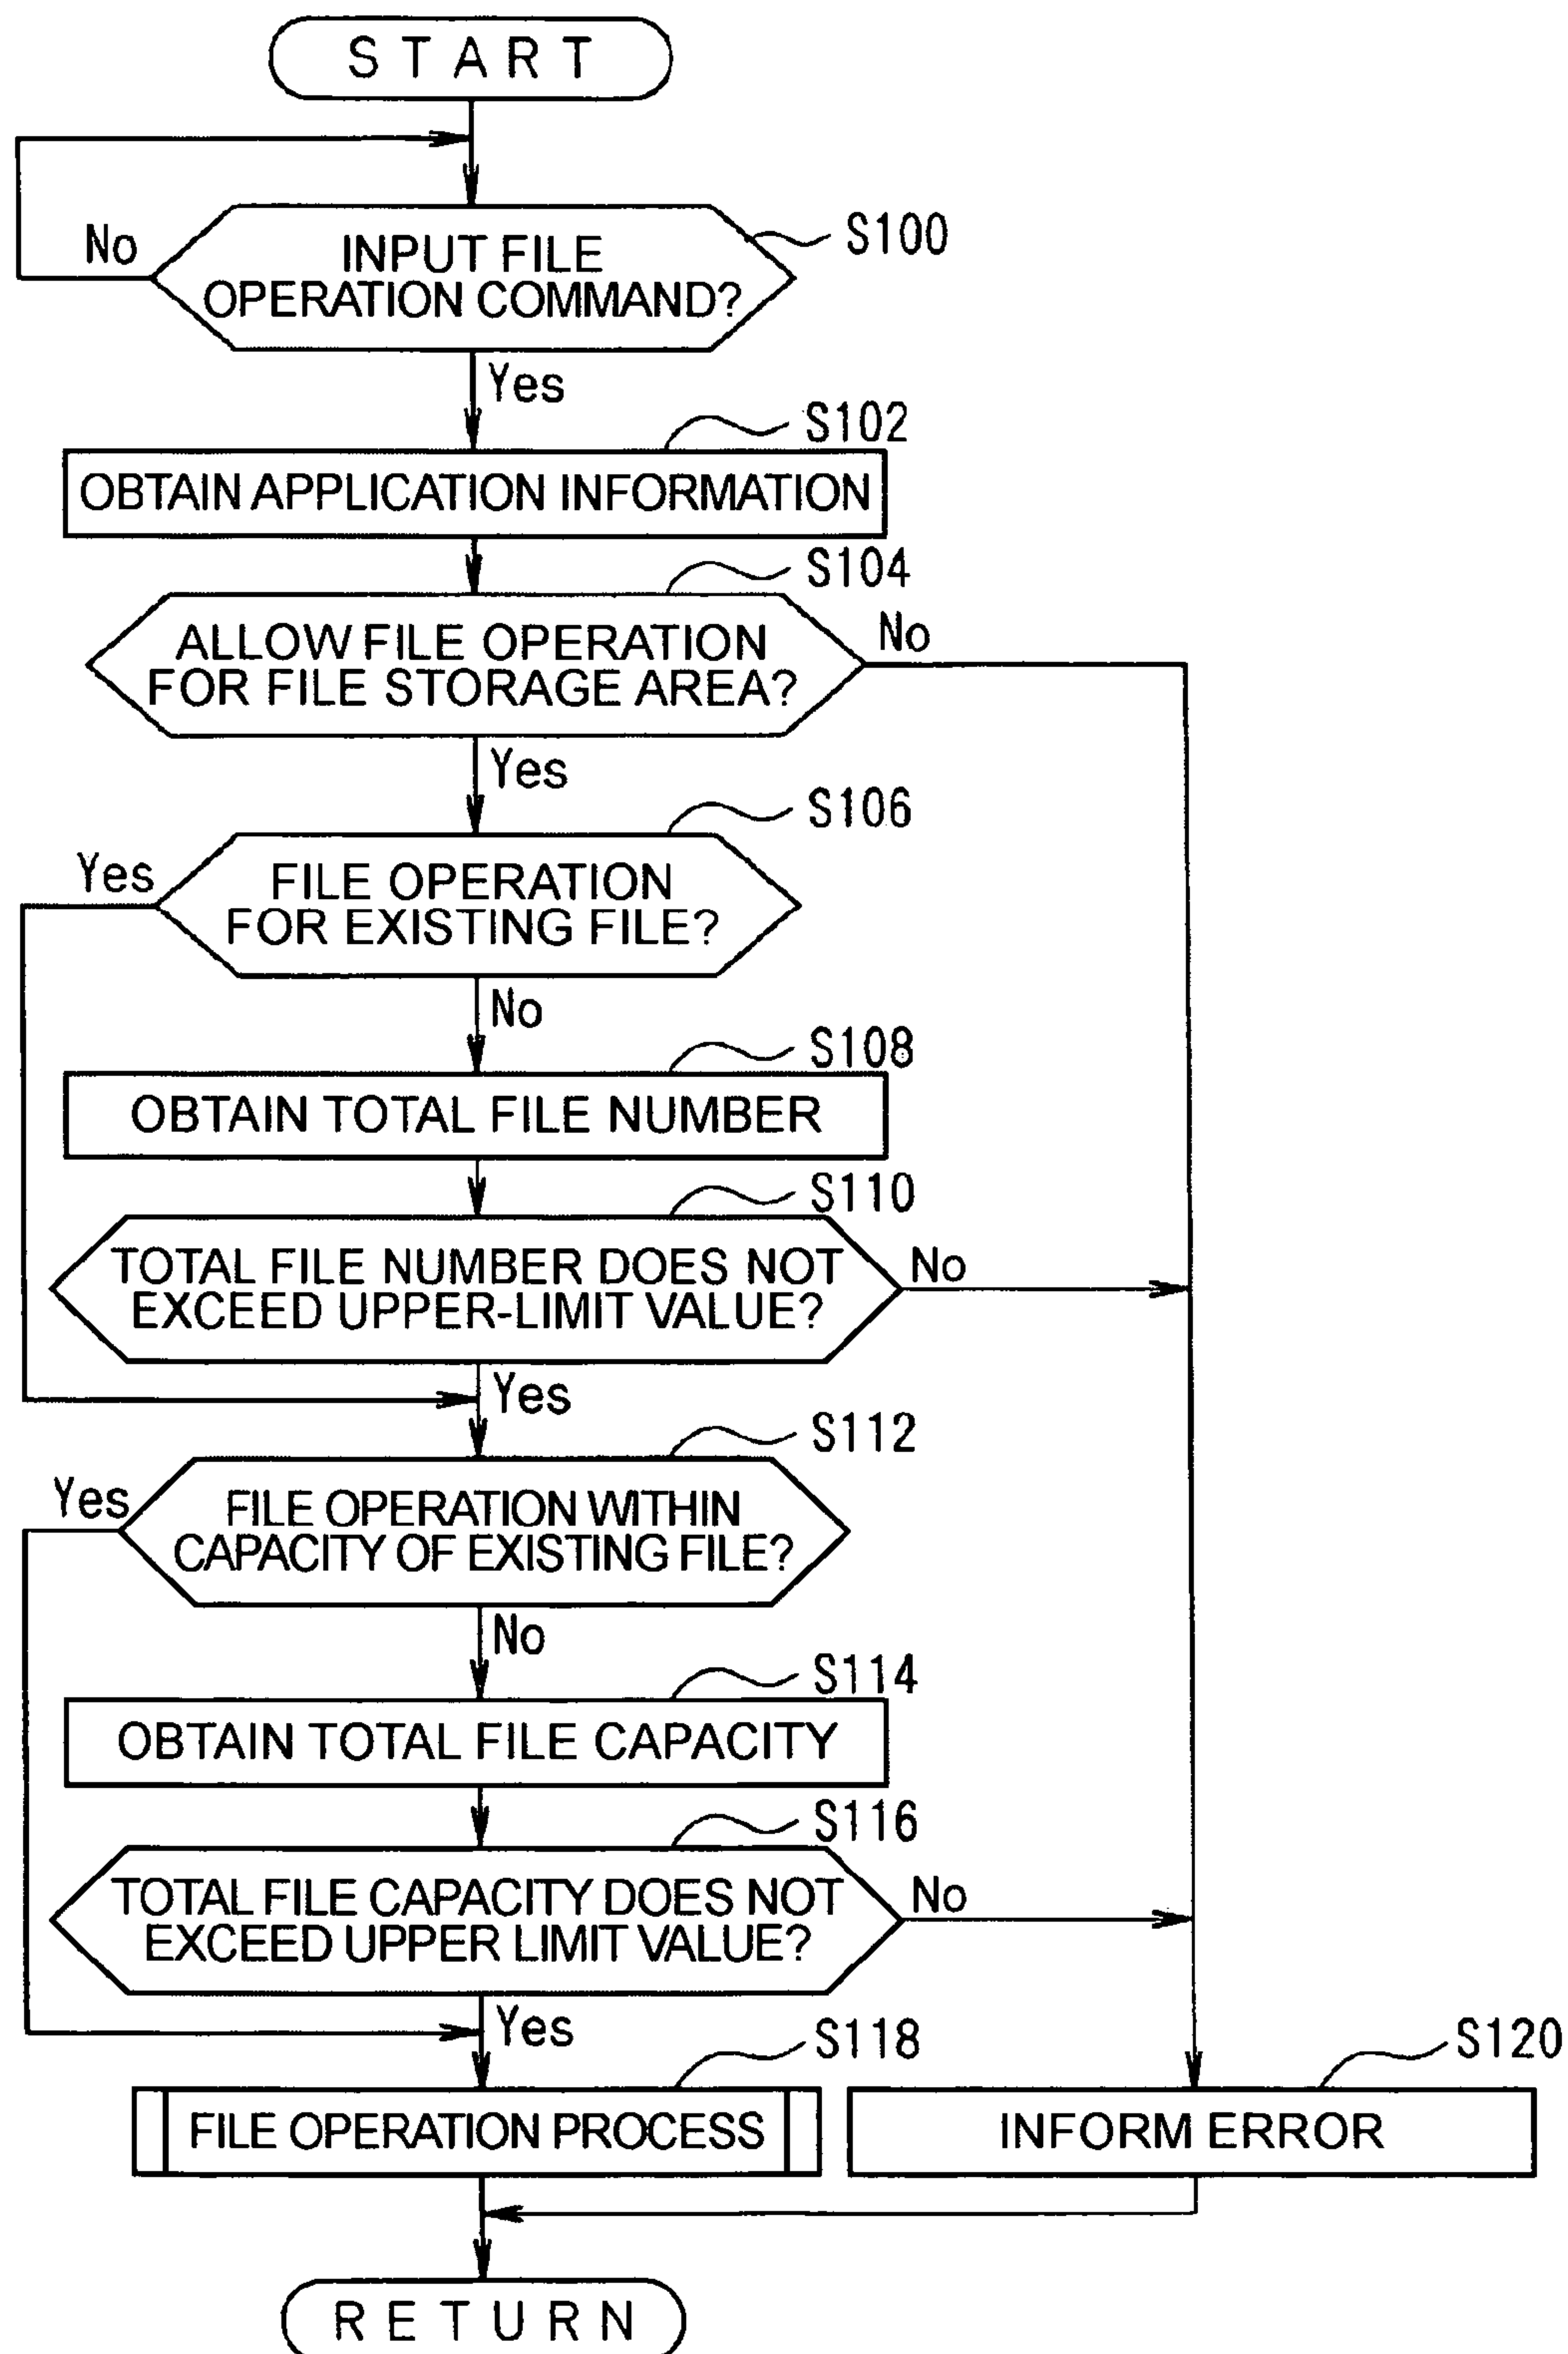 START
No
S100
INPUT FILE
OPERATION COMMAND?
Yes
S102
OBTAIN APPLICATION INFORMATION
S104
ALLOW FILE OPERATION
FOR FILE STORAGE AREA?
No
Yes
S106
Yes
FILE OPERATION
FOR EXISTING FILE?
No
S108
OBTAIN TOTAL FILE NUMBER
S110
TOTAL FILE NUMBER DOES NOT
EXCEED UPPER-LIMIT VALUE?
No
Yes
S112
Yes
FILE OPERATION WITHIN
CAPACITY OF EXISTING FILE?
No
S114
OBTAIN TOTAL FILE CAPACITY
S116
TOTAL FILE CAPACITY DOES NOT
EXCEED UPPER LIMIT VALUE?
No
Yes
S118
FILE OPERATION PROCESS
S120
INFORM ERROR
RETURN